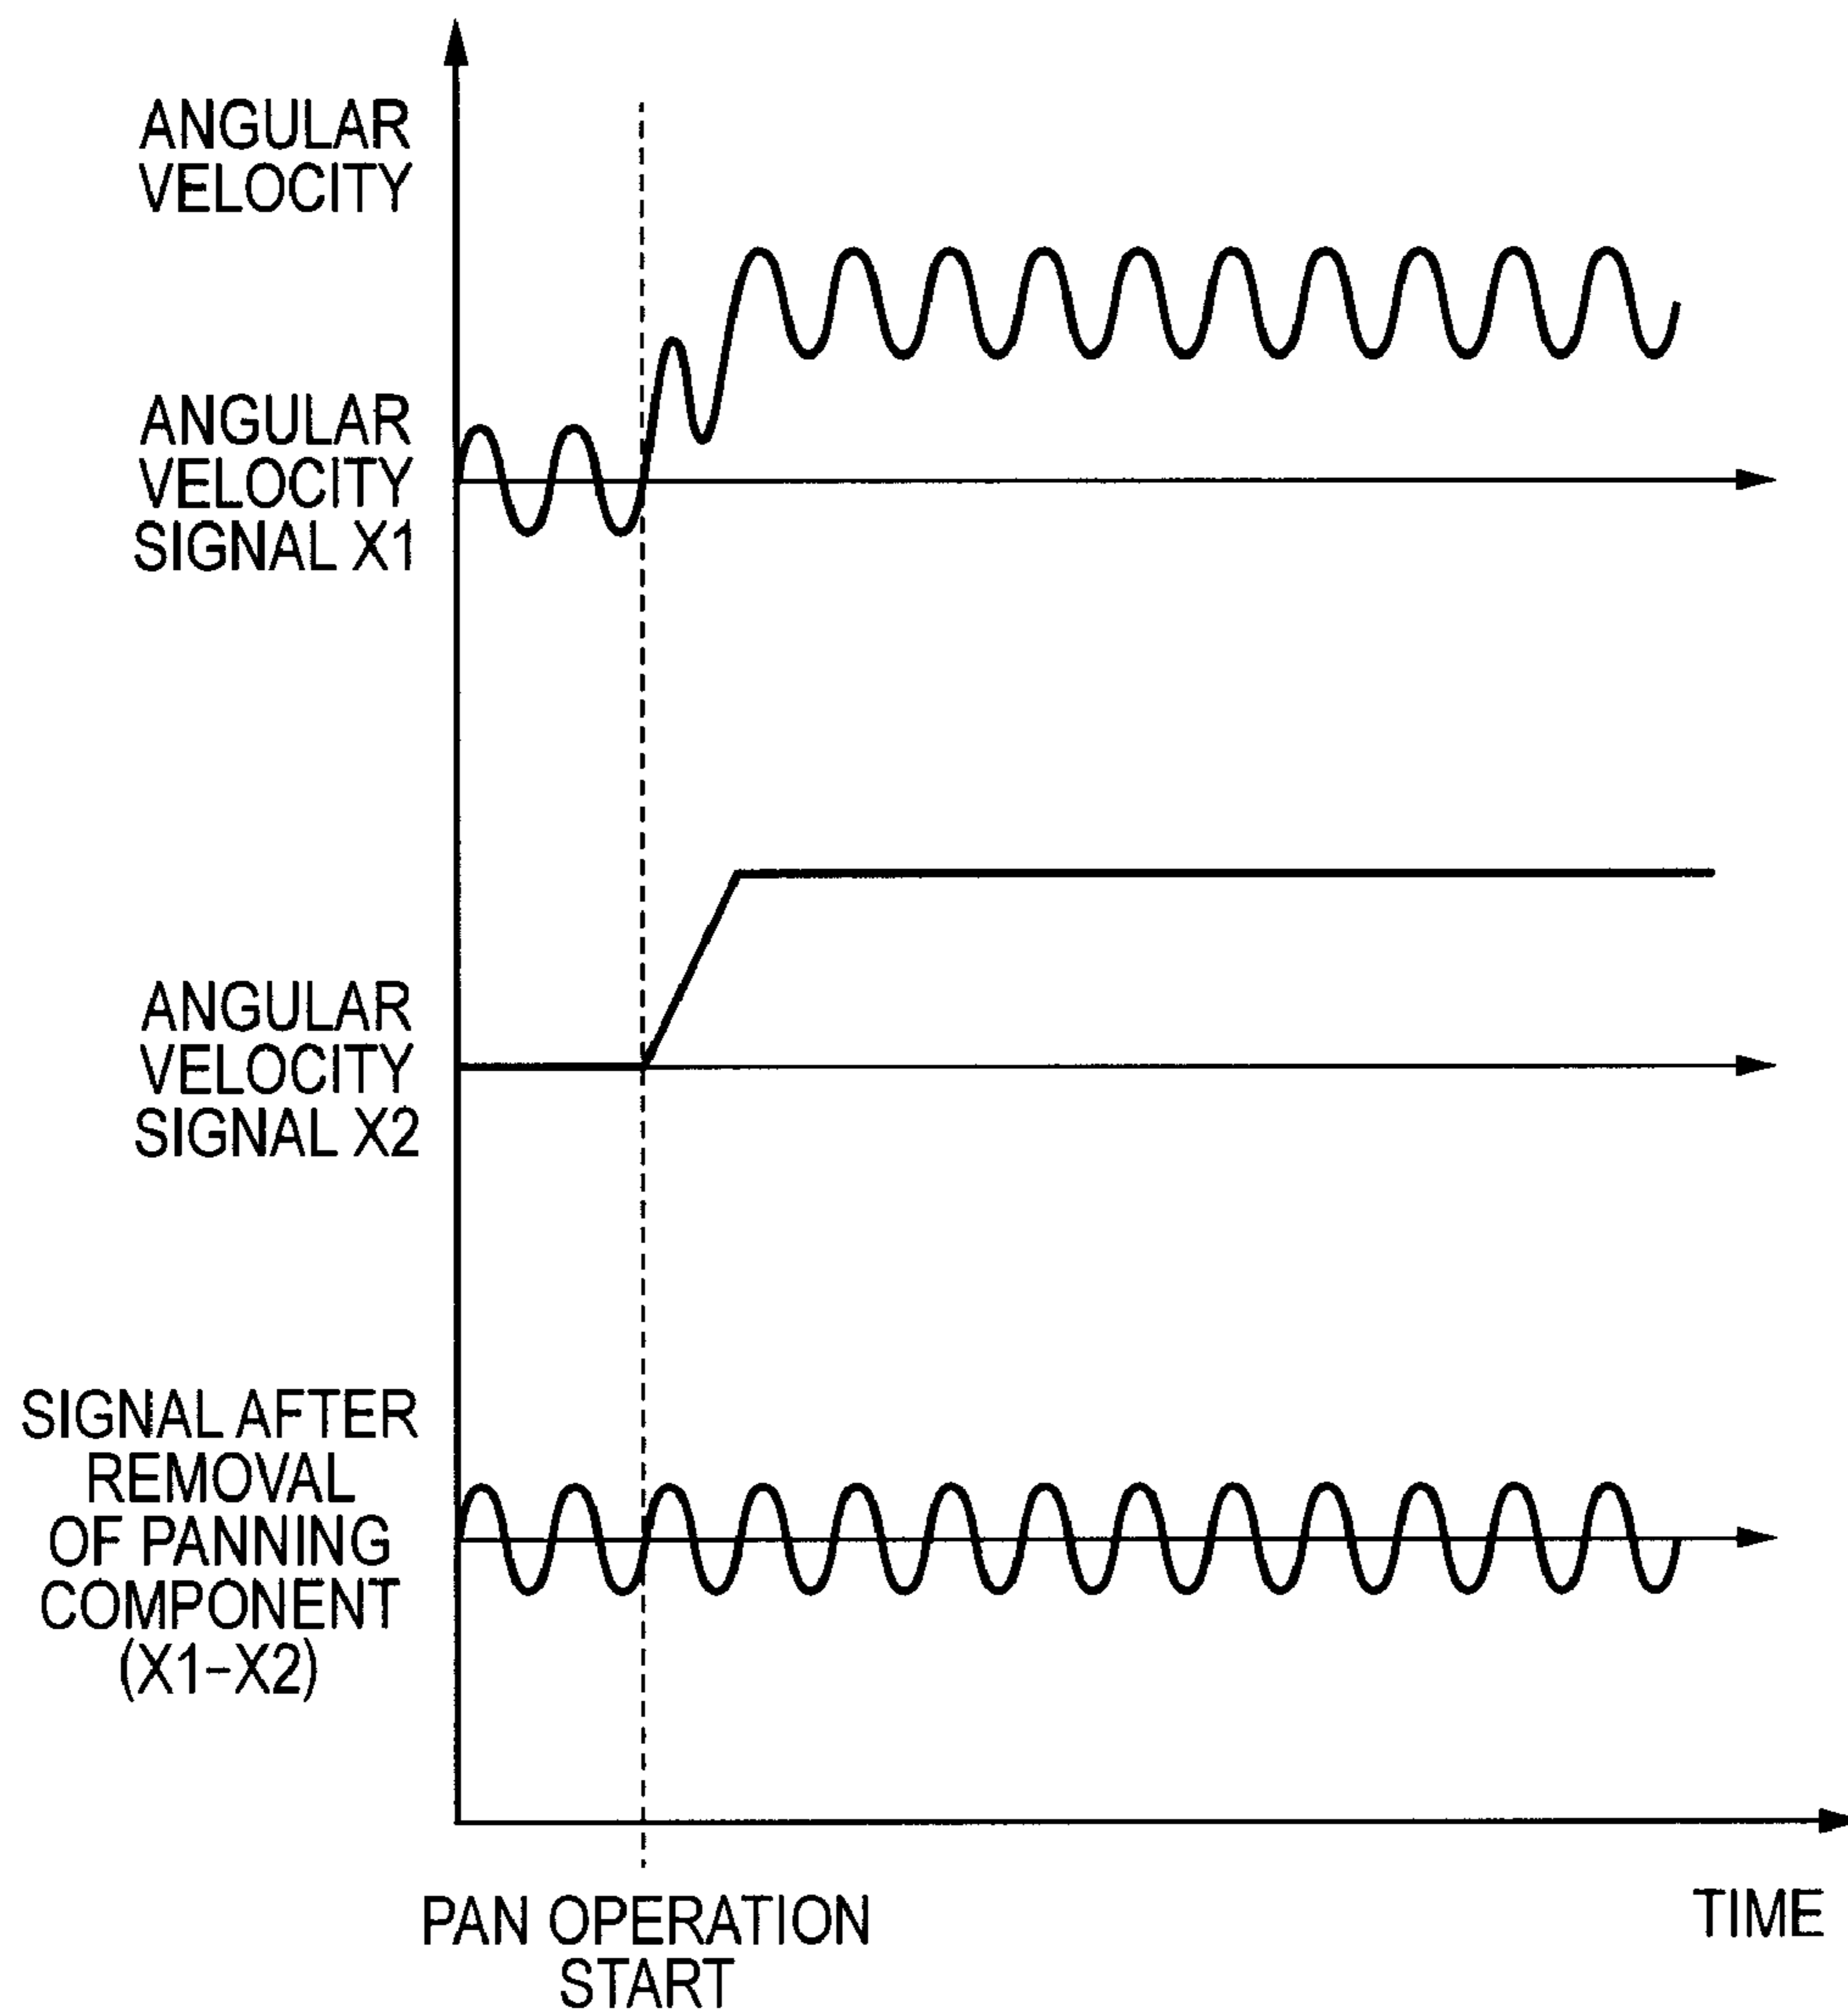 ANGULAR
VELOCITY
ANGULAR
VELOCITY
SIGNAL X1
ANGULAR
VELOCITY
SIGNAL X2
SIGNAL AFTER
REMOVAL
OF PANNING
COMPONENT
(X1-X2)
PAN OPERATION
START
TIME